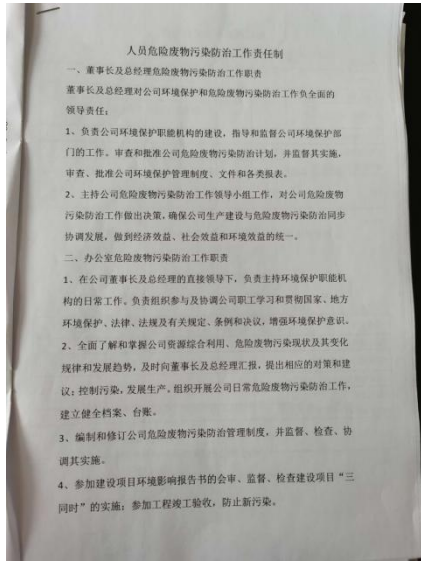 人员危险废物污染防治工作责任制
一、董事长及总经理危险废物污染防治工作职责
董事长及总经理对公司环境保护和危险废物污染防治工作负全面的
领导责任：
1、负责公司环境保护职能机构的建设，指导和监督公司环境保护部
门的工作。审查和批准公司危险废物污染防治计划，并监督其实施，
审查、批准公司环境保护管理制度、文件和各类报表。
2、主持公司危险废物污染防治工作领导小组工作，对公司危险废物
污染防治工作做出决策，确保公司生产建设与危险废物污染防治同步
协调发展，做到经济效益、社会效益和环境效益的统一。
二、办公室危险废物污染防治工作职责
1、在公司董事长及总经理的直接领导下，负责主持环境保护职能机
构的日常工作。负责组织参与及协调公司职工学习和贯彻国家、地方
环境保护、法律、法规及有关规定、条例和决议，增强环境保护意识。
2、全面了解和掌握公司资源综合利用、危险废物污染现状及其变化
规律和发展趋势，及时向董事长及总经理汇报，提出相应的对策和建
议；控制污染，发展生产，组织开展公司日常危险废物污染防治工作，
建立健全档案、台账。
3、编制和修订公司危险废物污染防治管理制度，并监督、检查、协
调其实施。
4、参加建设项目环境影响报告书的会审、监督、检查建设项目“三
同时”的实施；参加工程竣工验收，防止新污染。